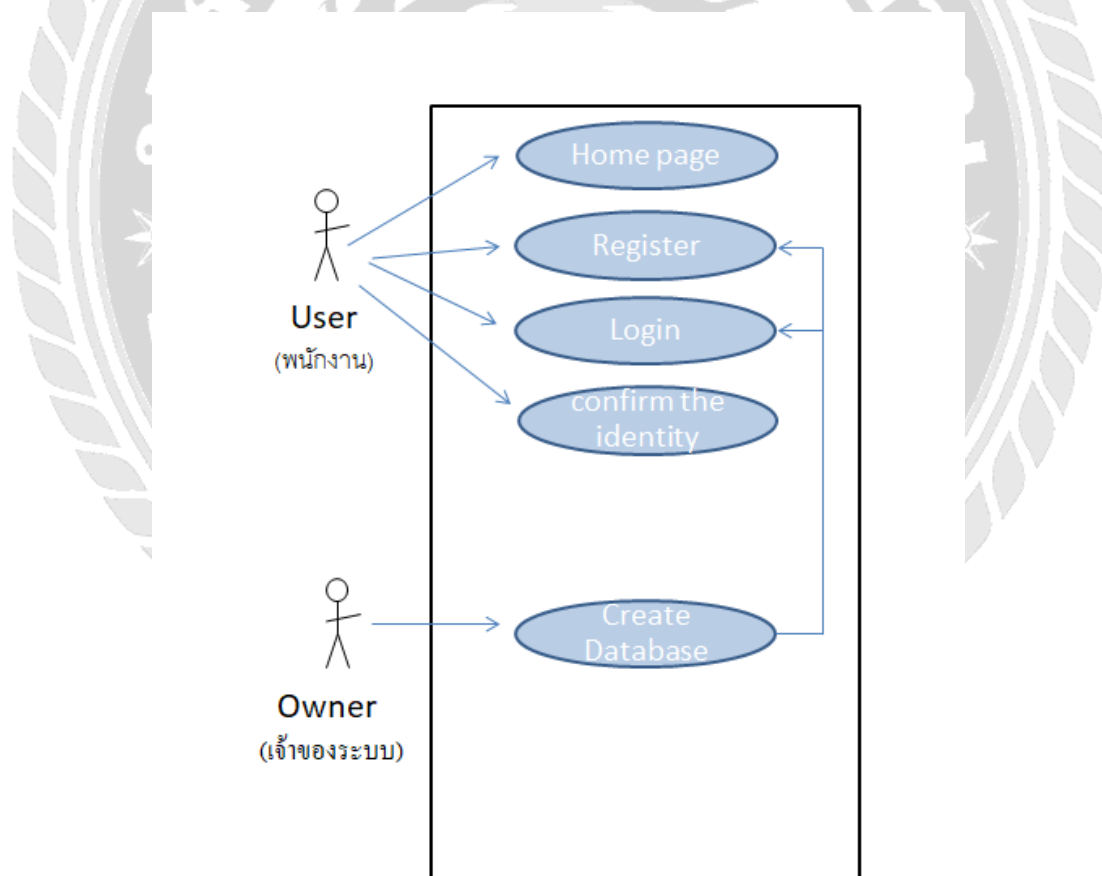 Home page
Register
User
(พนักงาน)
Login
confirm the
identity
Create
Database
Owner
(เจ้าของระบบ)